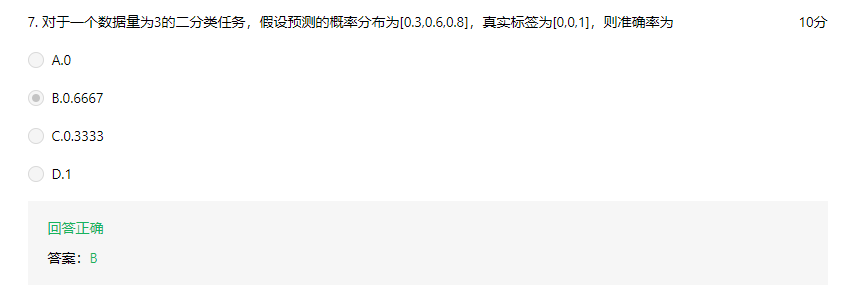 7. 对于一个数据量为3的二分类任务，假设预测的概率分布为[0.3,0.6,0.8]，真实标签为[0,0,1]，则准确率为 10分
A.0
B.0.6667
C.0.3333
D.1
回答正确
答案：B